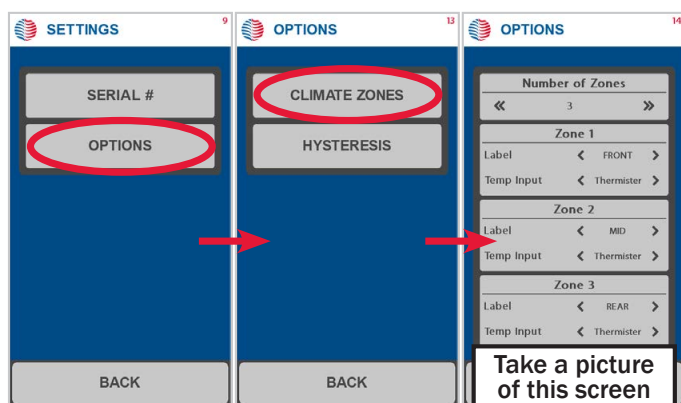 SETTINGS
9
SERIAL #
OPTIONS
BACK
OPTIONS
13
CLIMATE ZONES
HYSTERESIS
BACK
OPTIONS
14
Number of Zones
« 3 »
Zone 1
Label < FRONT >
Temp Input < Thermister >
Zone 2
Label < MID >
Temp Input < Thermister >
Zone 3
Label < REAR >
Temp Input < Thermister >
Take a picture
of this screen